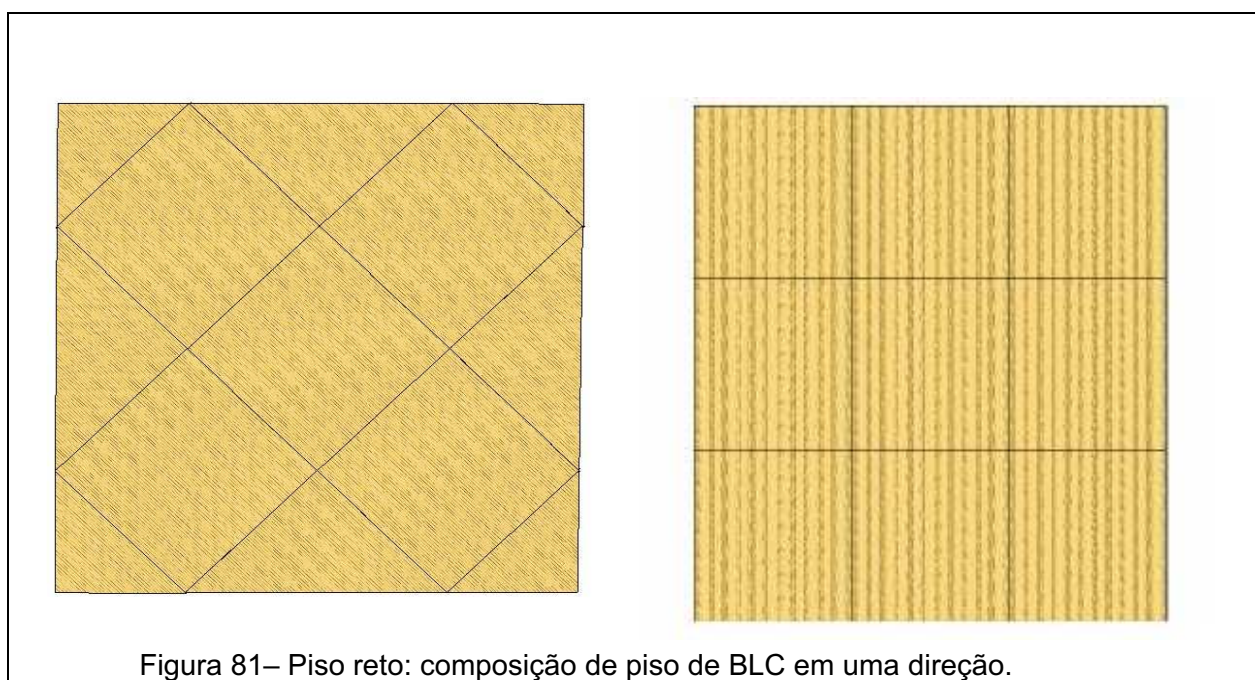 Figura 81– Piso reto: composição de piso de BLC em uma direção.